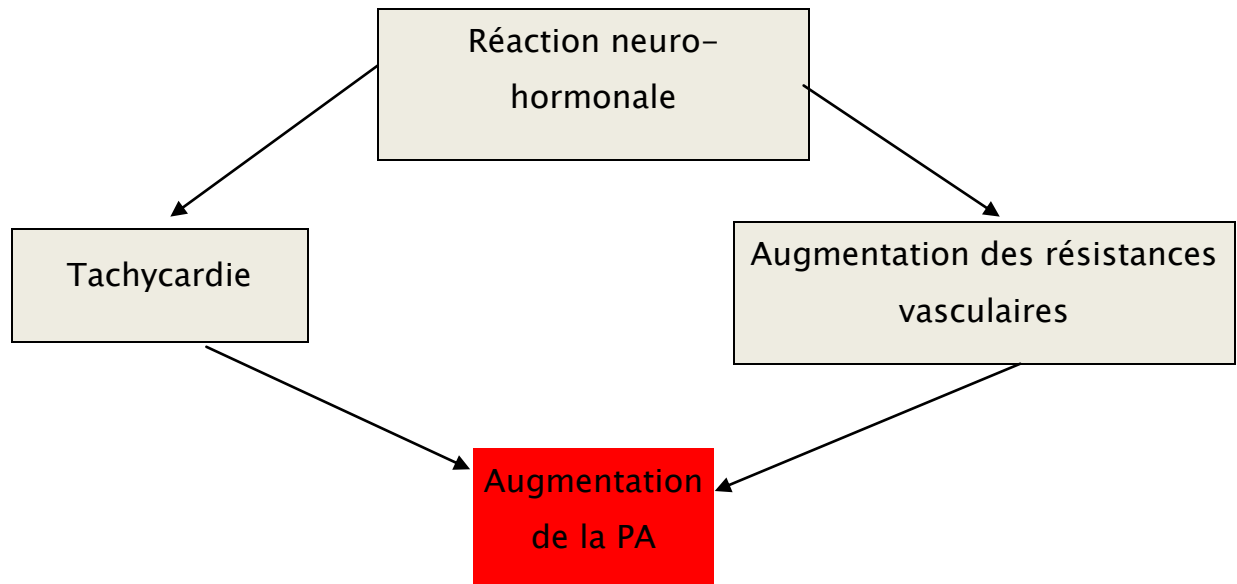 Réaction neuro-
hormonale
Tachycardie
Augmentation des résistances
vasculaires
Augmentation
de la PA